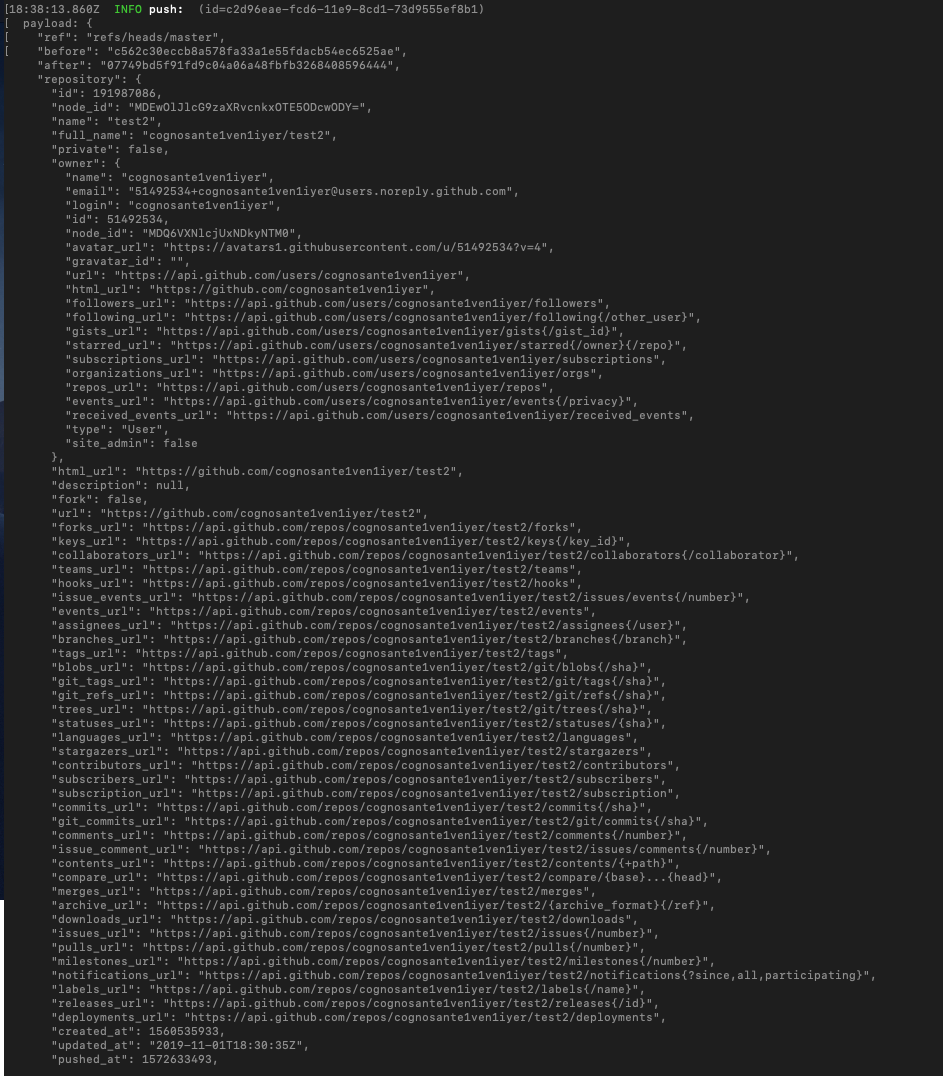 [18:38:13.860Z  INFO push:  (id=c2d96eae-fcd6-11e9-8cd1-73d9555ef8b1)
[  payload: {
[    "ref": "refs/heads/master",
[    "before": "c562c30eccb8a578fa33a1e55fdacb54ec6525ae",
    "after": "07749bd5f91fd9c04a06a48fbfb3268408596444",
    "repository": {
      "id": 191987086,
      "node_id": "MDEwOlJlcG9zaXRvcnkxOTE5ODcwODY=",
      "name": "test2",
      "full_name": "cognosante1ven1iyer/test2",
      "private": false,
      "owner": {
        "name": "cognosante1ven1iyer",
        "email": "51492534+cognosante1ven1iyer@users.noreply.github.com",
        "login": "cognosante1ven1iyer",
        "id": 51492534,
        "node_id": "MDQ6VXNlcjUxNDkyNTM0",
        "avatar_url": "https://avatars1.githubusercontent.com/u/51492534?v=4",
        "gravatar_id": "",
        "url": "https://api.github.com/users/cognosante1ven1iyer",
        "html_url": "https://github.com/cognosante1ven1iyer",
        "followers_url": "https://api.github.com/users/cognosante1ven1iyer/followers",
        "following_url": "https://api.github.com/users/cognosante1ven1iyer/following{/other_user}",
        "gists_url": "https://api.github.com/users/cognosante1ven1iyer/gists{/gist_id}",
        "starred_url": "https://api.github.com/users/cognosante1ven1iyer/starred{/owner}{/repo}",
        "subscriptions_url": "https://api.github.com/users/cognosante1ven1iyer/subscriptions",
        "organizations_url": "https://api.github.com/users/cognosante1ven1iyer/orgs",
        "repos_url": "https://api.github.com/users/cognosante1ven1iyer/repos",
        "events_url": "https://api.github.com/users/cognosante1ven1iyer/events{/privacy}",
        "received_events_url": "https://api.github.com/users/cognosante1ven1iyer/received_events",
        "type": "User",
        "site_admin": false
      },
      "html_url": "https://github.com/cognosante1ven1iyer/test2",
      "description": null,
      "fork": false,
      "url": "https://github.com/cognosante1ven1iyer/test2",
      "forks_url": "https://api.github.com/repos/cognosante1ven1iyer/test2/forks",
      "keys_url": "https://api.github.com/repos/cognosante1ven1iyer/test2/keys{/key_id}",
      "collaborators_url": "https://api.github.com/repos/cognosante1ven1iyer/test2/collaborators{/collaborator}",
      "teams_url": "https://api.github.com/repos/cognosante1ven1iyer/test2/teams",
      "hooks_url": "https://api.github.com/repos/cognosante1ven1iyer/test2/hooks",
      "issue_events_url": "https://api.github.com/repos/cognosante1ven1iyer/test2/issues/events{/number}",
      "events_url": "https://api.github.com/repos/cognosante1ven1iyer/test2/events",
      "assignees_url": "https://api.github.com/repos/cognosante1ven1iyer/test2/assignees{/user}",
      "branches_url": "https://api.github.com/repos/cognosante1ven1iyer/test2/branches{/branch}",
      "tags_url": "https://api.github.com/repos/cognosante1ven1iyer/test2/tags",
      "blobs_url": "https://api.github.com/repos/cognosante1ven1iyer/test2/git/blobs{/sha}",
      "git_tags_url": "https://api.github.com/repos/cognosante1ven1iyer/test2/git/tags{/sha}",
      "git_refs_url": "https://api.github.com/repos/cognosante1ven1iyer/test2/git/refs{/sha}",
      "trees_url": "https://api.github.com/repos/cognosante1ven1iyer/test2/git/trees{/sha}",
      "statuses_url": "https://api.github.com/repos/cognosante1ven1iyer/test2/statuses/{sha}",
      "languages_url": "https://api.github.com/repos/cognosante1ven1iyer/test2/languages",
      "stargazers_url": "https://api.github.com/repos/cognosante1ven1iyer/test2/stargazers",
      "contributors_url": "https://api.github.com/repos/cognosante1ven1iyer/test2/contributors",
      "subscribers_url": "https://api.github.com/repos/cognosante1ven1iyer/test2/subscribers",
      "subscription_url": "https://api.github.com/repos/cognosante1ven1iyer/test2/subscription",
      "commits_url": "https://api.github.com/repos/cognosante1ven1iyer/test2/commits{/sha}",
      "git_commits_url": "https://api.github.com/repos/cognosante1ven1iyer/test2/git/commits{/sha}",
      "comments_url": "https://api.github.com/repos/cognosante1ven1iyer/test2/comments{/number}",
      "issue_comment_url": "https://api.github.com/repos/cognosante1ven1iyer/test2/issues/comments{/number}",
      "contents_url": "https://api.github.com/repos/cognosante1ven1iyer/test2/contents/{+path}",
      "compare_url": "https://api.github.com/repos/cognosante1ven1iyer/test2/compare/{base}...{head}",
      "merges_url": "https://api.github.com/repos/cognosante1ven1iyer/test2/merges",
      "archive_url": "https://api.github.com/repos/cognosante1ven1iyer/test2/{archive_format}{/ref}",
      "downloads_url": "https://api.github.com/repos/cognosante1ven1iyer/test2/downloads",
      "issues_url": "https://api.github.com/repos/cognosante1ven1iyer/test2/issues{/number}",
      "pulls_url": "https://api.github.com/repos/cognosante1ven1iyer/test2/pulls{/number}",
      "milestones_url": "https://api.github.com/repos/cognosante1ven1iyer/test2/milestones{/number}",
      "notifications_url": "https://api.github.com/repos/cognosante1ven1iyer/test2/notifications{?since,all,participating}",
      "labels_url": "https://api.github.com/repos/cognosante1ven1iyer/test2/labels{/name}",
      "releases_url": "https://api.github.com/repos/cognosante1ven1iyer/test2/releases{/id}",
      "deployments_url": "https://api.github.com/repos/cognosante1ven1iyer/test2/deployments",
      "created_at": 1560535933,
      "updated_at": "2019-11-01T18:30:35Z",
      "pushed_at": 1572633493,